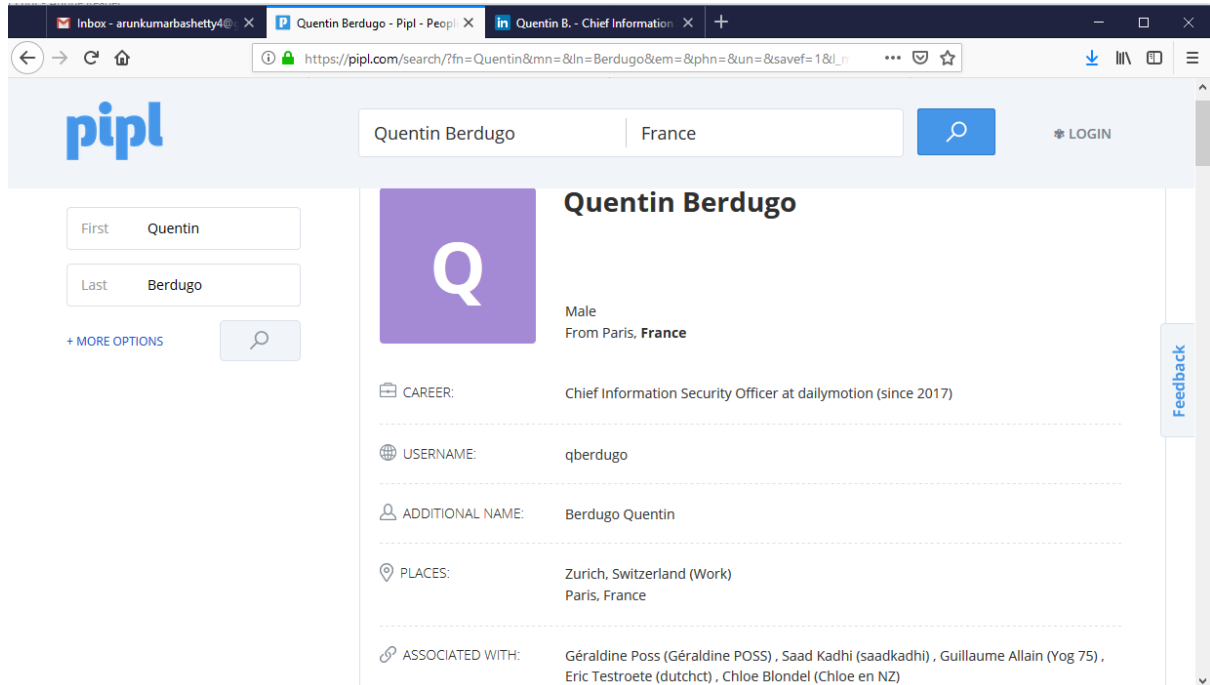 Inbox - arunkumarbashetty4@
Quentin Berdugo - Pipl - Peopl
Quentin B. - Chief Information
https://pipl.com/search/?fn=Quentin&mn=&ln=Berdugo&em=&phn=&un=&savef=1&l_m
pipl
Quentin Berdugo
France
LOGIN
First Quentin
Last Berdugo
+ MORE OPTIONS
Q
Quentin Berdugo
Male
From Paris, France
CAREER: Chief Information Security Officer at dailymotion (since 2017)
USERNAME: qberdugo
ADDITIONAL NAME: Berdugo Quentin
PLACES: Zurich, Switzerland (Work)
Paris, France
ASSOCIATED WITH: Géraldine Poss (Géraldine POSS) , Saad Kadhi (saadkadhi) , Guillaume Allain (Yog 75) ,
Eric Testroete (dutchct) , Chloe Blondel (Chloe en NZ)
Feedback